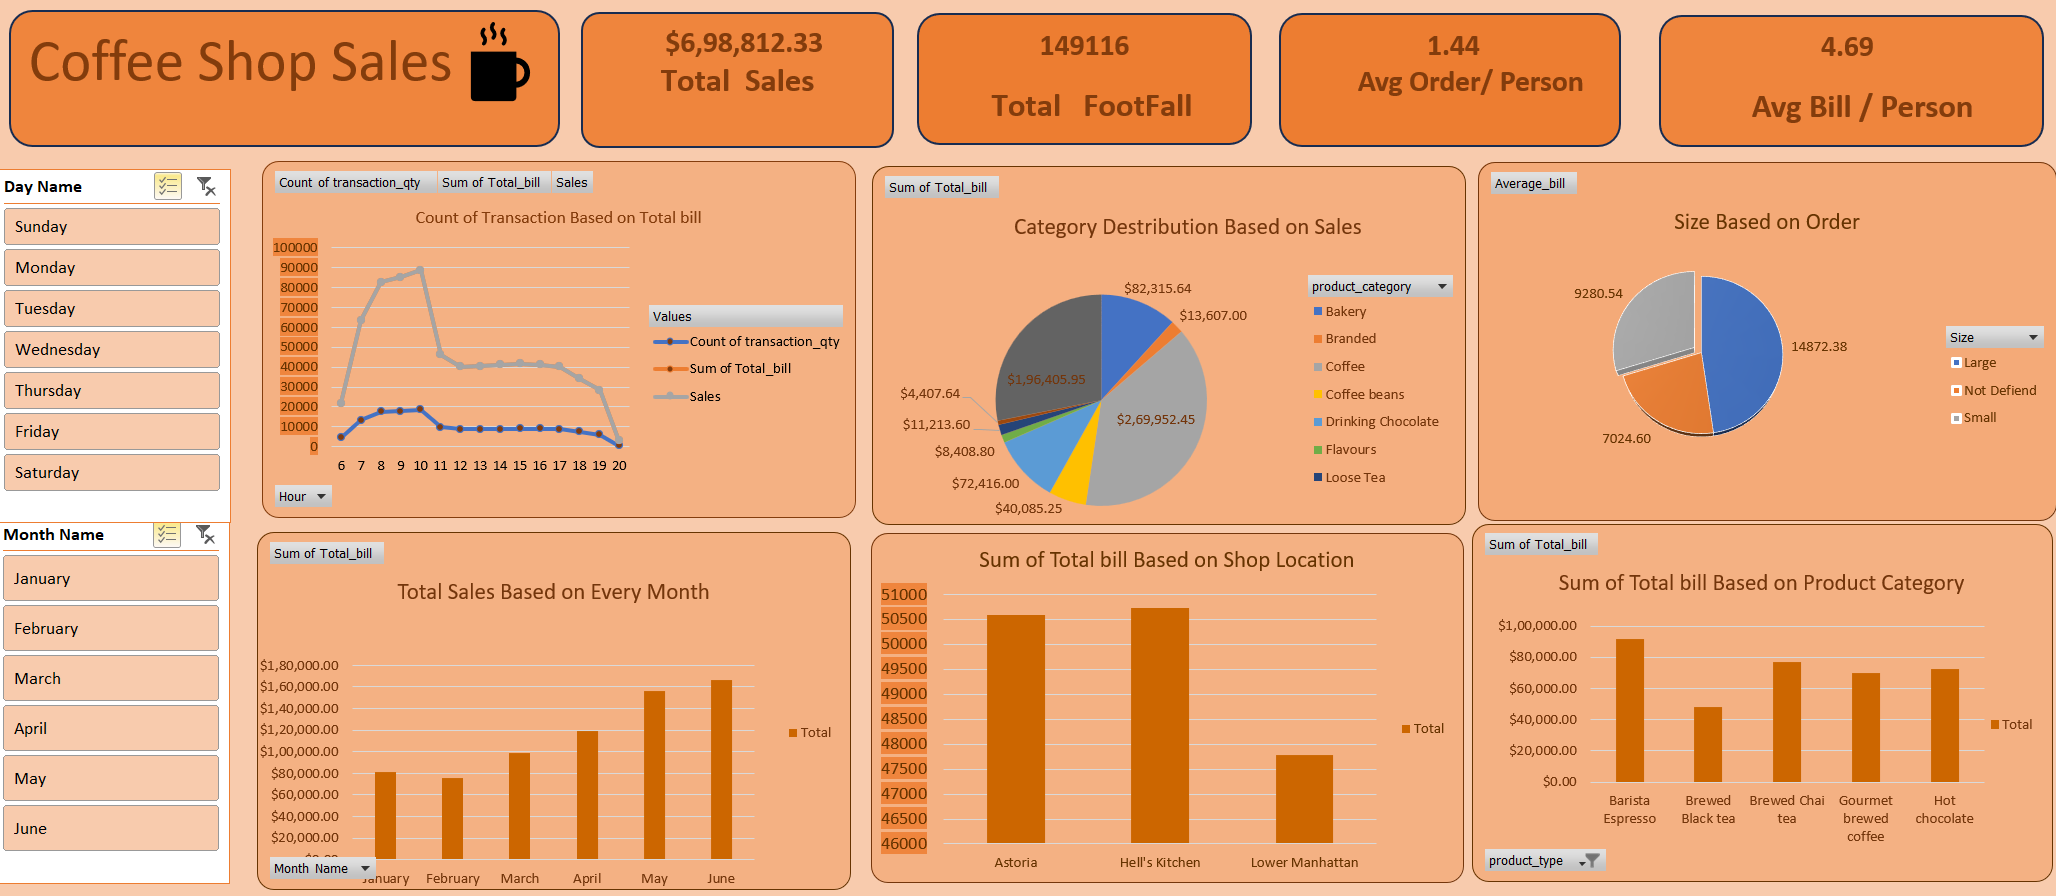 Coffee Shop Sales
$6,98,812.33
Total Sales
149116
Total FootFall
1.44
Avg Order/ Person
4.69
Avg Bill / Person
Day Name
Sunday
Monday
Tuesday
Wednesday
Thursday
Friday
Saturday
Month Name
January
February
March
April
May
June
Count of transaction_qty Sum of Total_bill Sales
Count of Transaction Based on Total bill
100000
90000
80000
70000
60000
50000
40000
30000
20000
10000
0
6 7 8 9 10 11 12 13 14 15 16 17 18 19 20
Values
Count of transaction_qty
Sum of Total_bill
Sales
Hour
Sum of Total_bill
Category Destribution Based on Sales
$82,315.64
$13,607.00
$2,69,952.45
$40,085.25
$72,416.00
$8,408.80
$11,213.60
$4,407.64
$1,96,405.95
product_category
Bakery
Branded
Coffee
Coffee beans
Drinking Chocolate
Flavours
Loose Tea
Average_bill
Size Based on Order
9280.54
14872.38
7024.60
Size
Large
Not Defiend
Small
Sum of Total_bill
Total Sales Based on Every Month
$1,80,000.00
$1,60,000.00
$1,40,000.00
$1,20,000.00
$1,00,000.00
$80,000.00
$60,000.00
$40,000.00
$20,000.00
$0.00
January February March April May June
Total
Month Name
Sum of Total bill Based on Shop Location
51000
50500
50000
49500
49000
48500
48000
47500
47000
46500
46000
Astoria Hell's Kitchen Lower Manhattan
Total
Sum of Total_bill
Sum of Total bill Based on Product Category
$1,00,000.00
$80,000.00
$60,000.00
$40,000.00
$20,000.00
$0.00
Barista Brewed Brewed Chai Gourmet Hot
Espresso Black tea tea brewed chocolate
coffee
Total
product_type